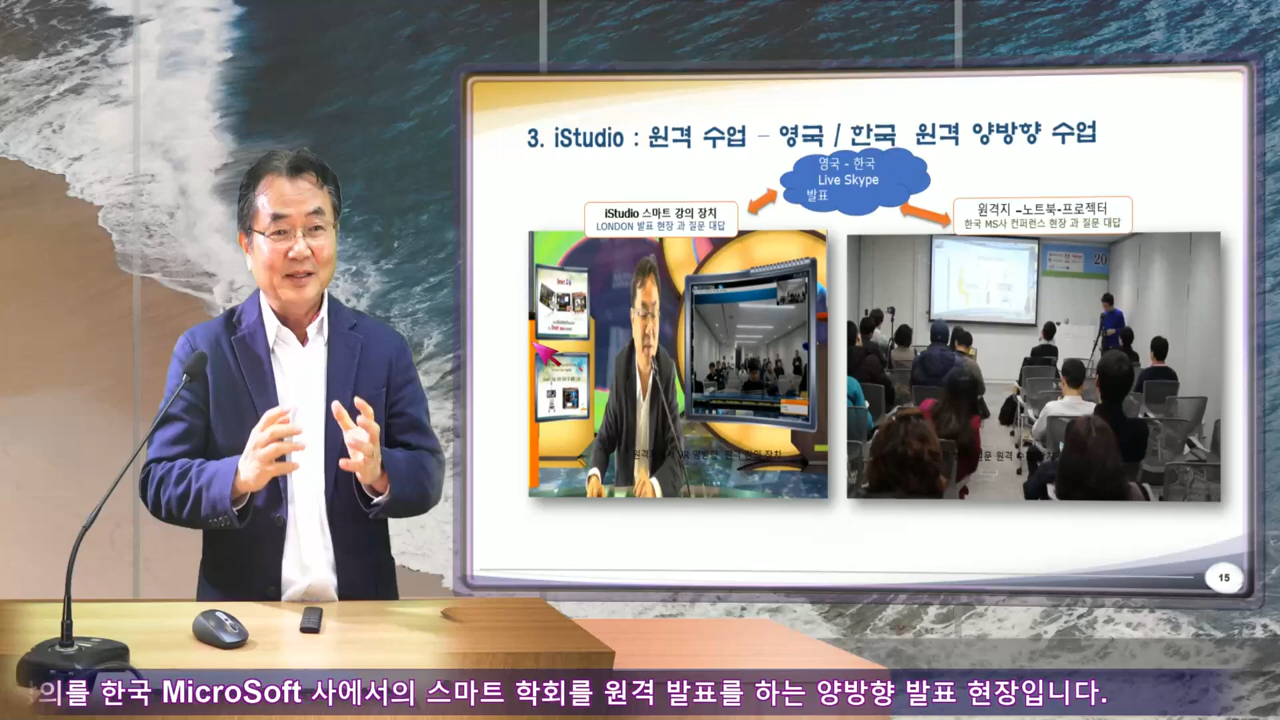 3. iStudio : 원격 수업 – 영국 / 한국 원격 양방향 수업
영국 - 한국
Live Skype
발표
iStudio 스마트 강의 장치
LONDON 발표 현장 과 질문 대답
원격지 –노트북-프로젝터
한국 MS사 컨퍼런스 현장 과 질문 대답
20
15
의를 한국 MicroSoft 사에서의 스마트 학회를 원격 발표를 하는 양방향 발표 현장입니다.